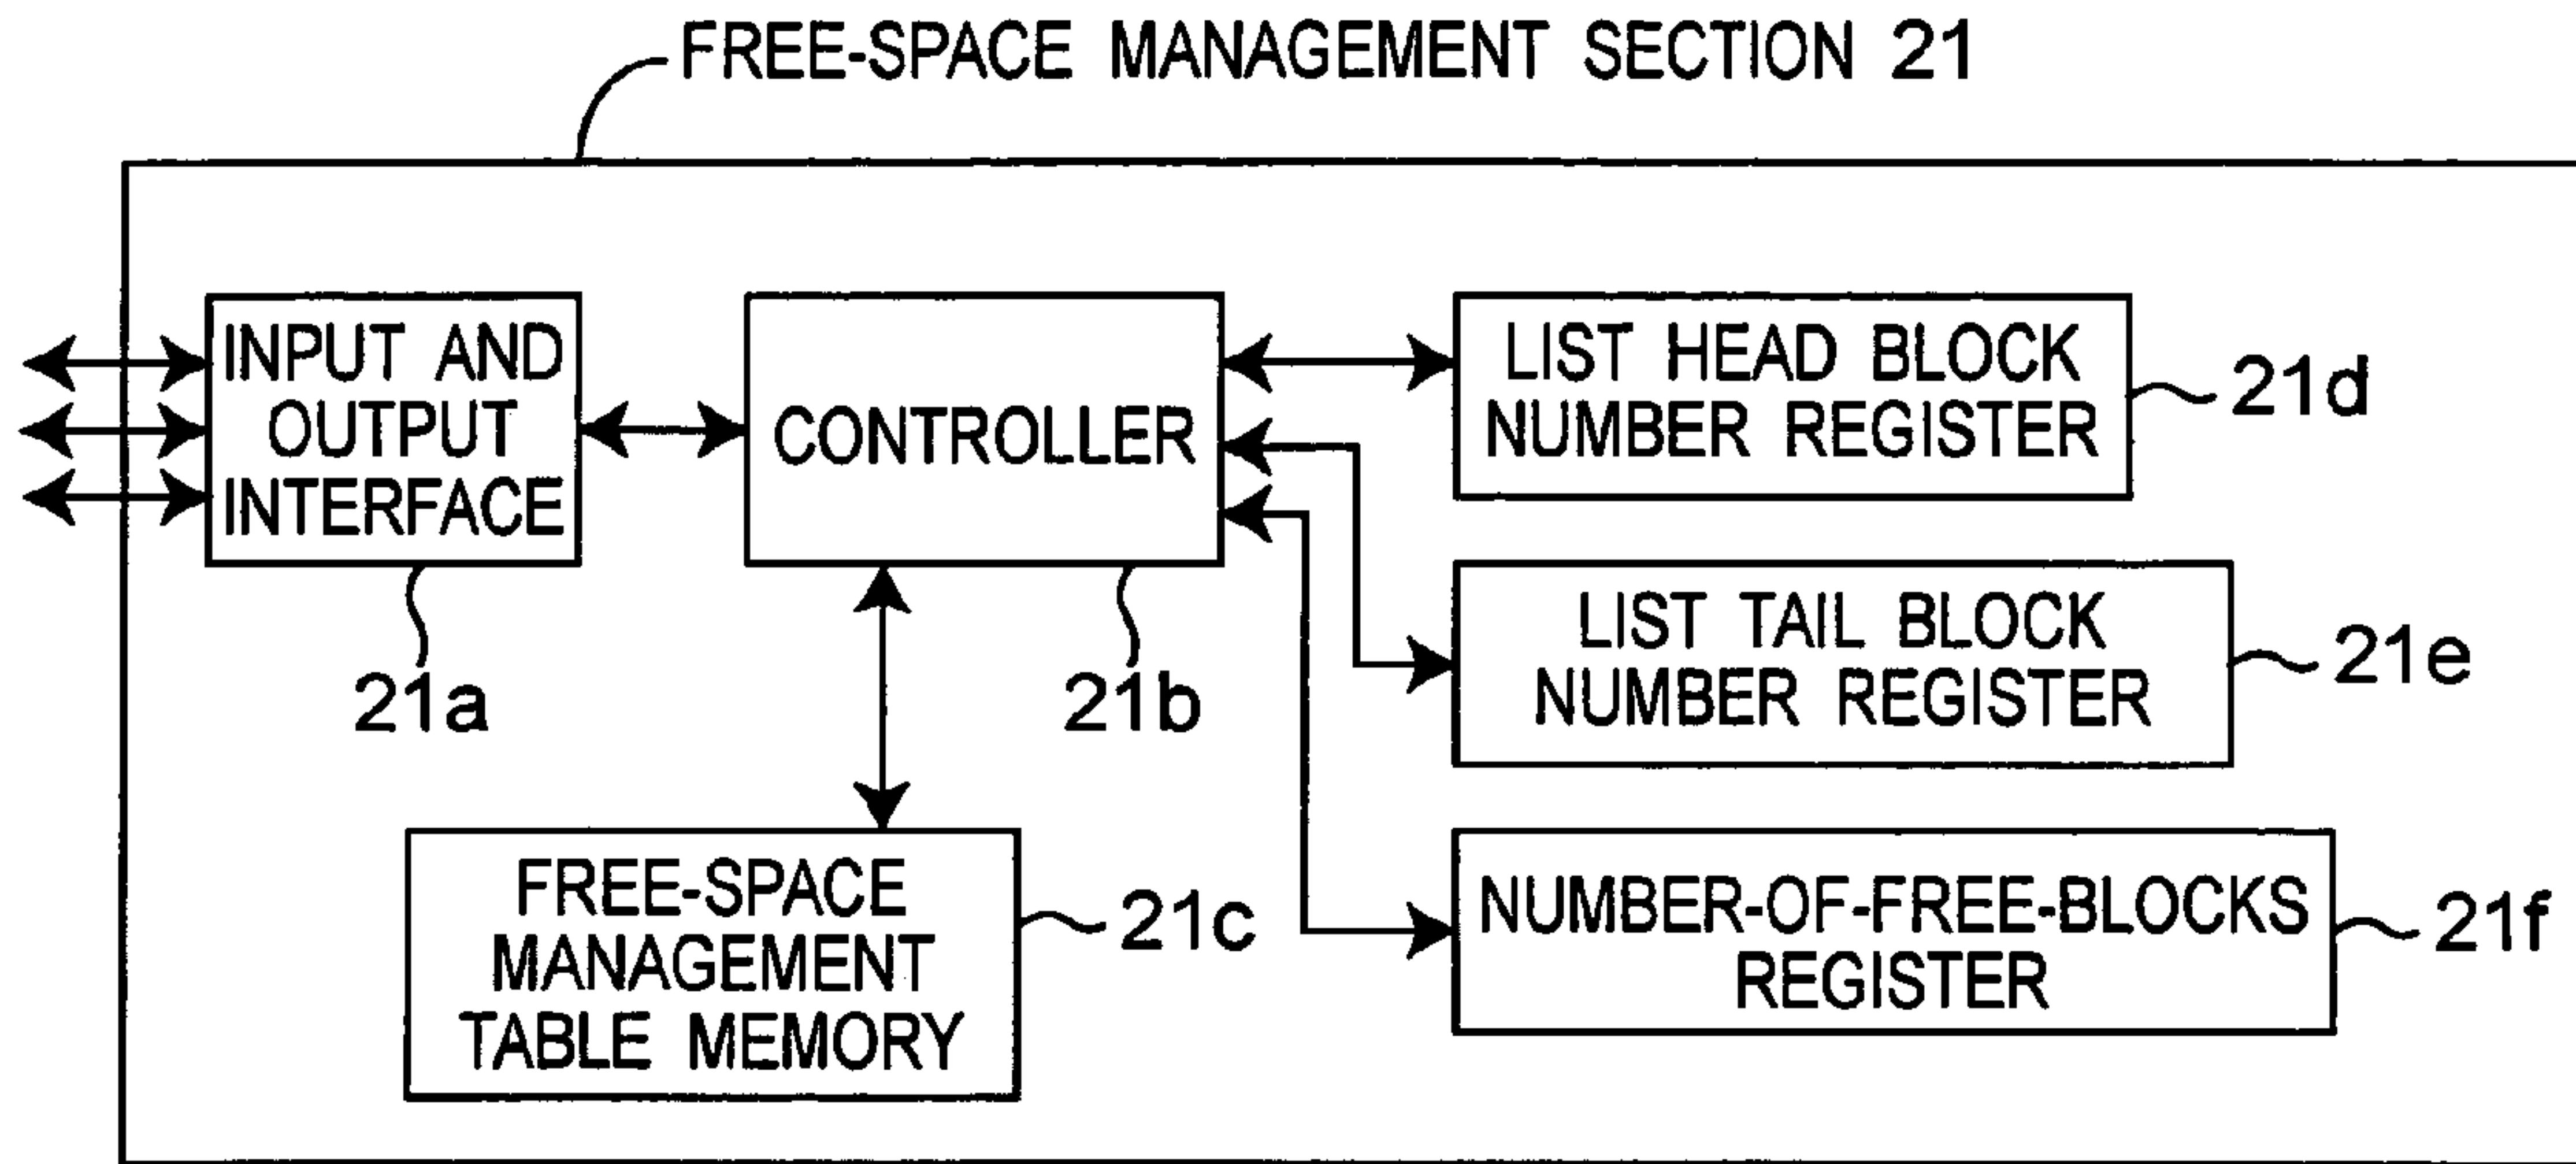 FREE-SPACE MANAGEMENT SECTION 21
INPUT AND
OUTPUT
INTERFACE
21a
CONTROLLER
21b
FREE-SPACE
MANAGEMENT
TABLE MEMORY
21c
LIST HEAD BLOCK
NUMBER REGISTER
21d
LIST TAIL BLOCK
NUMBER REGISTER
21e
NUMBER-OF-FREE-BLOCKS
REGISTER
21f